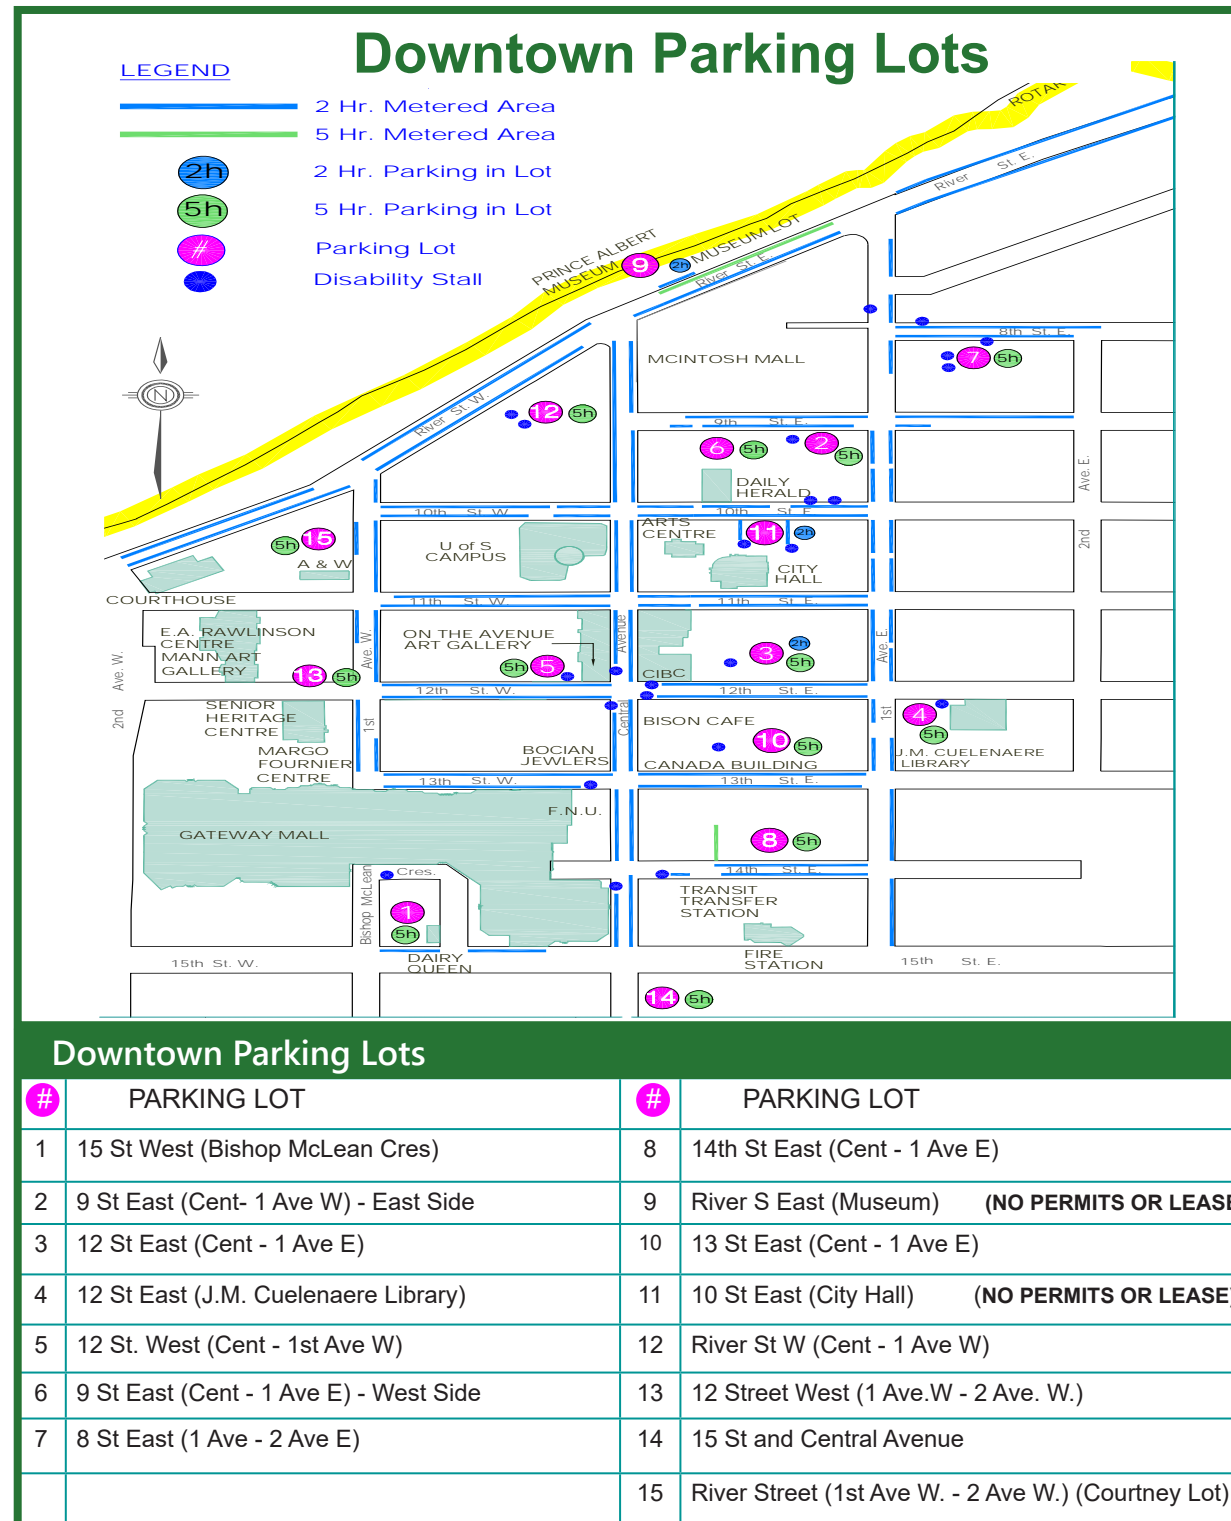 Downtown Parking Lots
LEGEND
2 Hr. Metered Area
5 Hr. Metered Area
2h
2 Hr. Parking in Lot
5h
5 Hr. Parking in Lot
#
Parking Lot
Disability Stall
N
ROTAR
River St. E.
PRINCE ALBERT
MUSEUM
9
2h
MUSEUM LOT
River St. E.
8th St. E.
MCINTOSH MALL
7
5h
River St. W.
12
5h
9th St. E.
6
5h
2
5h
DAILY
HERALD
2nd Ave. E.
10th St. W.
10th St. E.
15
5h
A & W
U of S
CAMPUS
ARTS
CENTRE
11
2h
CITY
HALL
COURTHOUSE
11th St. W.
11th St. E.
E.A. RAWLINSON
CENTRE
MANN ART
GALLERY
13
5h
2nd Ave. W.
1st Ave. W.
ON THE AVENUE
ART GALLERY
5h
5
Central Avenue
CIBC
3
2h
5h
1st Ave. E.
12th St. W.
12th St. E.
SENIOR
HERITAGE
CENTRE
MARGO
FOURNIER
CENTRE
BOCIAN
JEWLERS
BISON CAFE
10
5h
CANADA BUILDING
4
5h
J.M. CUELENAERE
LIBRARY
13th St. W.
13th St. E.
GATEWAY MALL
F.N.U.
8
5h
14th St. E.
Bishop McLean
Cres.
1
5h
TRANSIT
TRANSFER
STATION
15th St. W.
DAIRY
QUEEN
FIRE
STATION
15th St. E.
14
5h
Downtown Parking Lots
# PARKING LOT # PARKING LOT
1 15 St West (Bishop McLean Cres) 8 14th St East (Cent - 1 Ave E)
2 9 St East (Cent- 1 Ave W) - East Side 9 River S East (Museum) (NO PERMITS OR LEASE
3 12 St East (Cent - 1 Ave E) 10 13 St East (Cent - 1 Ave E)
4 12 St East (J.M. Cuelenaere Library) 11 10 St East (City Hall) (NO PERMITS OR LEASE)
5 12 St. West (Cent - 1st Ave W) 12 River St W (Cent - 1 Ave W)
6 9 St East (Cent - 1 Ave E) - West Side 13 12 Street West (1 Ave.W - 2 Ave. W.)
7 8 St East (1 Ave - 2 Ave E) 14 15 St and Central Avenue
15 River Street (1st Ave W. - 2 Ave W.) (Courtney Lot)